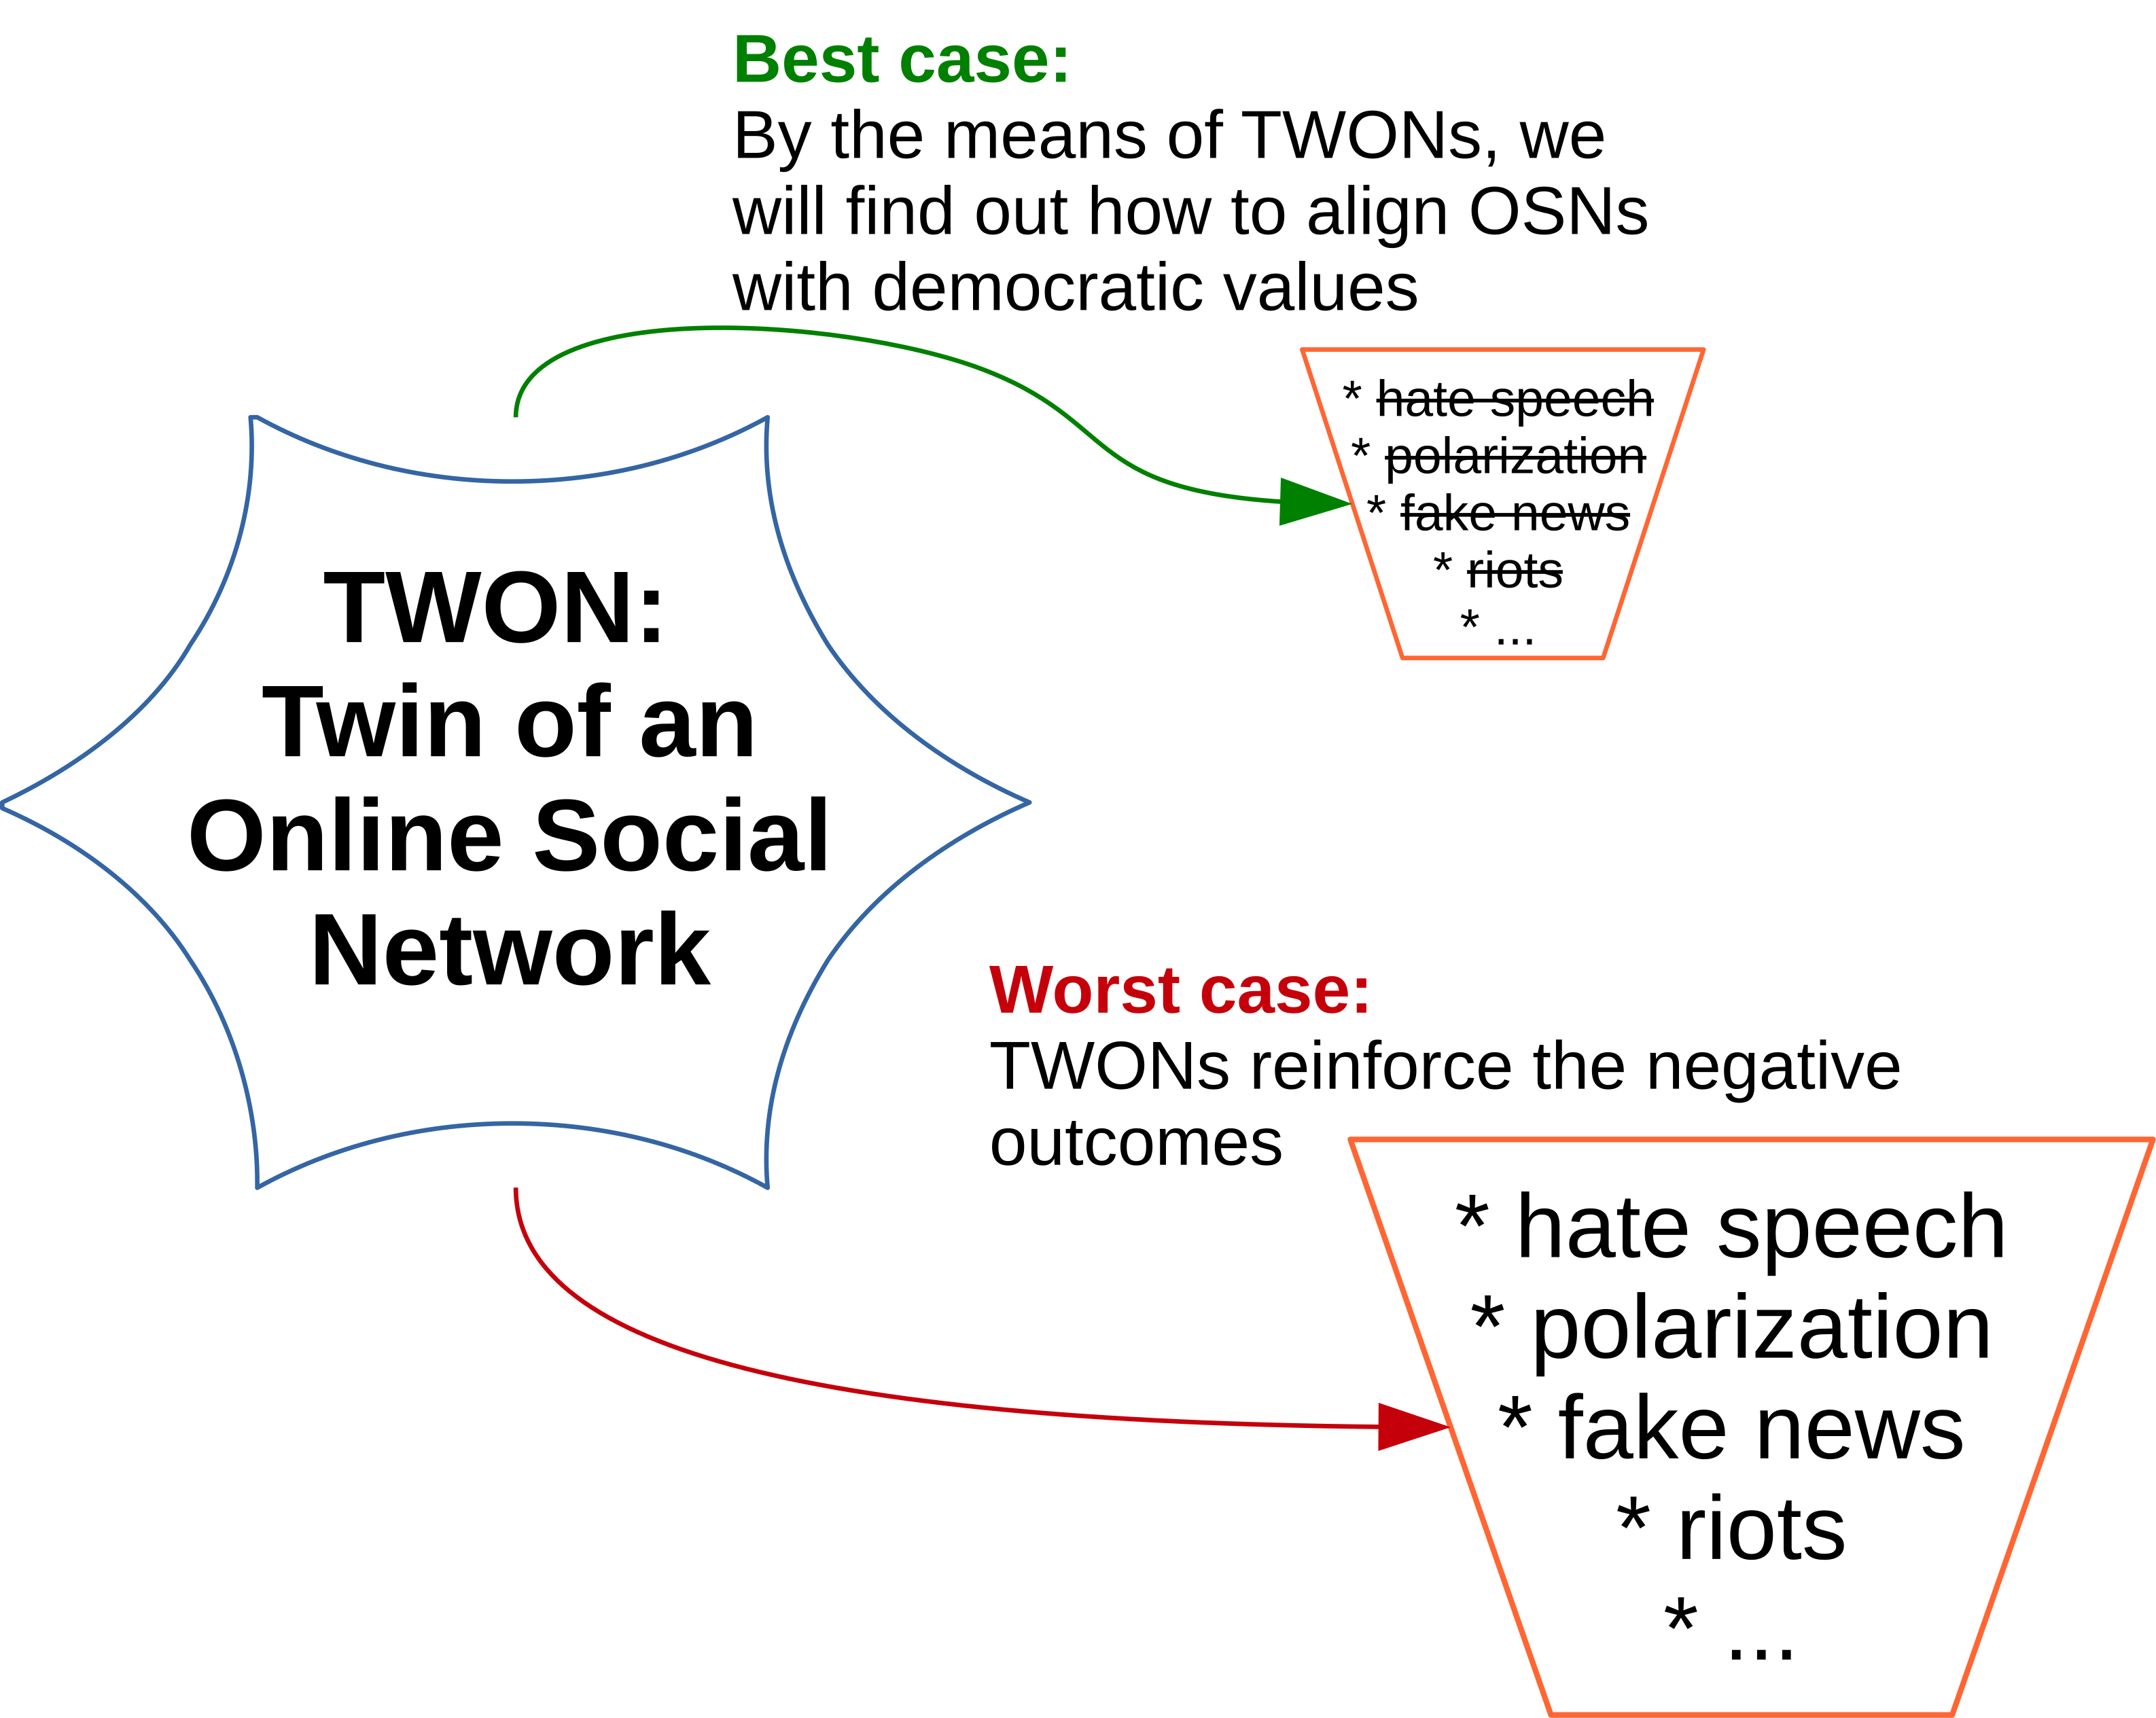 Best case:
By the means of TWONs, we
will find out how to align OSNs
with democratic values
* hate speech
* polarization
* fake news
* riots
* ...
TWON:
Twin of an
Online Social
Network
Worst case:
TWONs reinforce the negative
outcomes
* hate speech
* polarization
* fake news
* riots
* ...